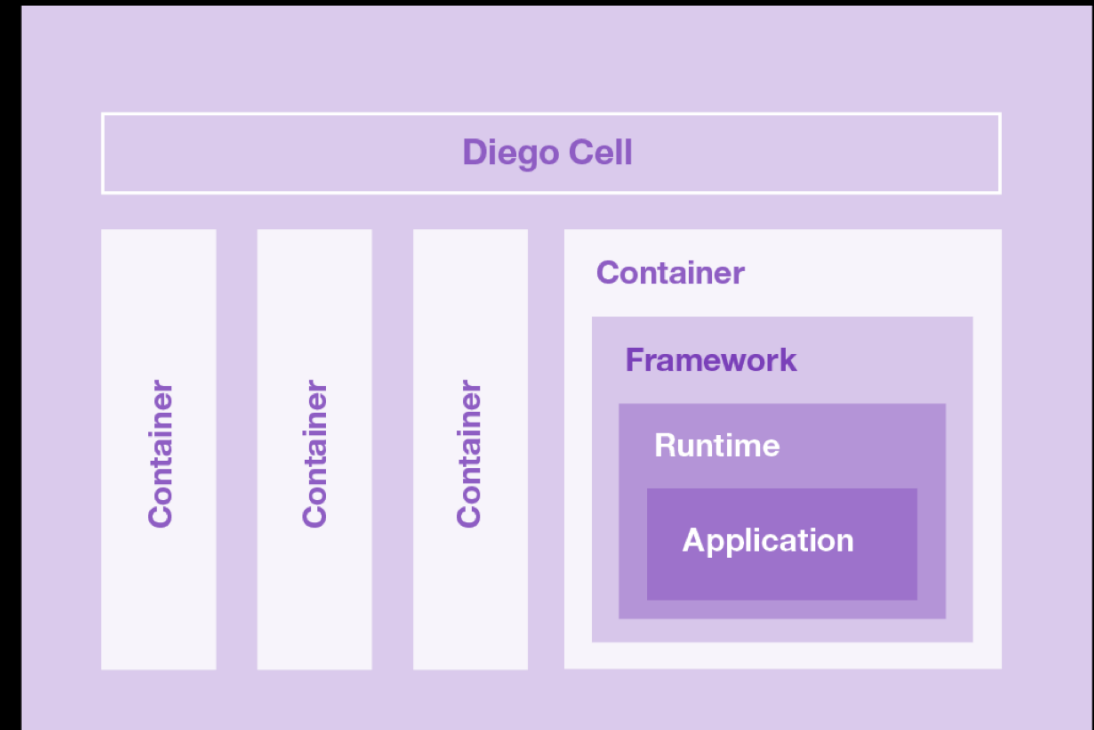 Diego Cell
Container
Container
Container
Container
Framework
Runtime
Application